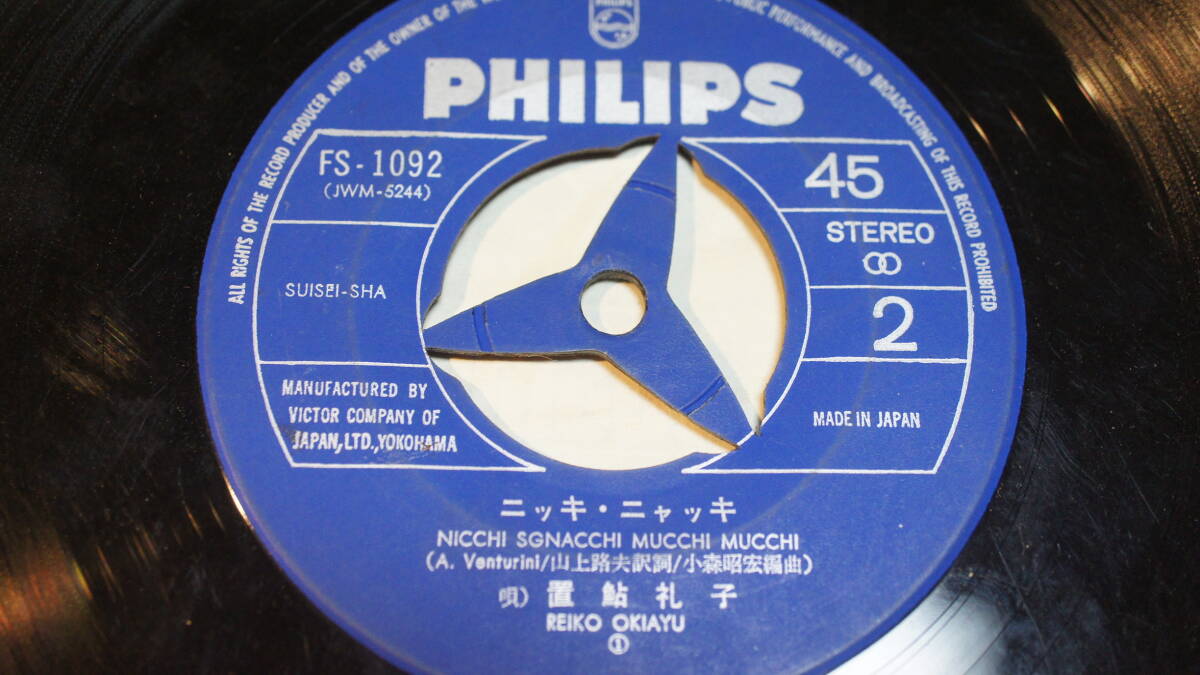 PHILIPS
PHILIPS
ALL RIGHTS OF THE RECORD PRODUCER AND OF THE OWNER OF THE
PUBLIC PERFORMANCE AND BROADCASTING OF THIS RECORD PROHIBITED
FS-1092
(JWM-5244)
SUISEI-SHA
MANUFACTURED BY
VICTOR COMPANY OF
JAPAN,LTD.,YOKOHAMA
45
STEREO
2
MADE IN JAPAN
ニッキ・ニャッキ
NICCHI SGNACCHI MUCCHI MUCCHI
(A. Venturini/山上路夫訳詞/小森昭宏編曲)
唄) 置鮎礼子
REIKO OKIAYU
①